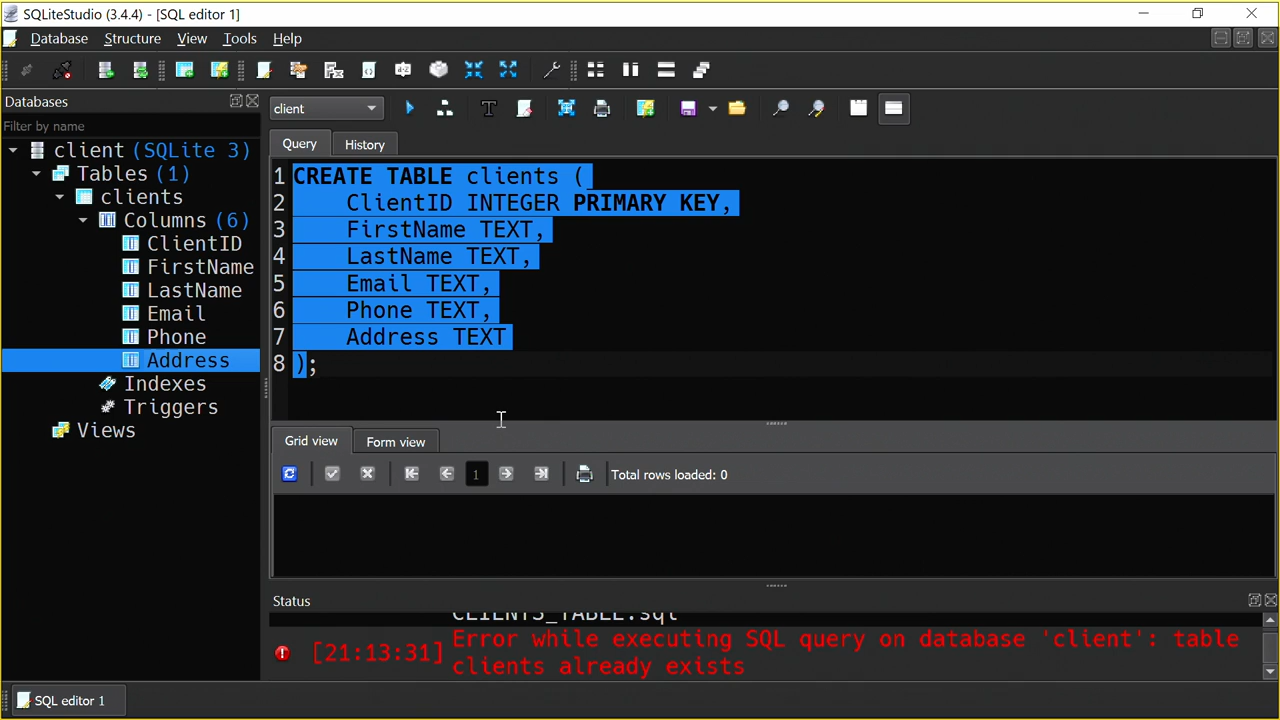 SQLiteStudio (3.4.4) - [SQL editor 1]
Database Structure View Tools Help
Databases
Filter by name
client (SQLite 3)
Tables (1)
clients
Columns (6)
ClientID
FirstName
LastName
Email
Phone
Address
Indexes
Triggers
Views
client
Query History
1 CREATE TABLE clients (
2 ClientID INTEGER PRIMARY KEY,
3 FirstName TEXT,
4 LastName TEXT,
5 Email TEXT,
6 Phone TEXT,
7 Address TEXT
8 );
Grid view Form view
1 Total rows loaded: 0
Status
CLIENTS_TABLE.sql
[21:13:31] Error while executing SQL query on database 'client': table
clients already exists
SQL editor 1